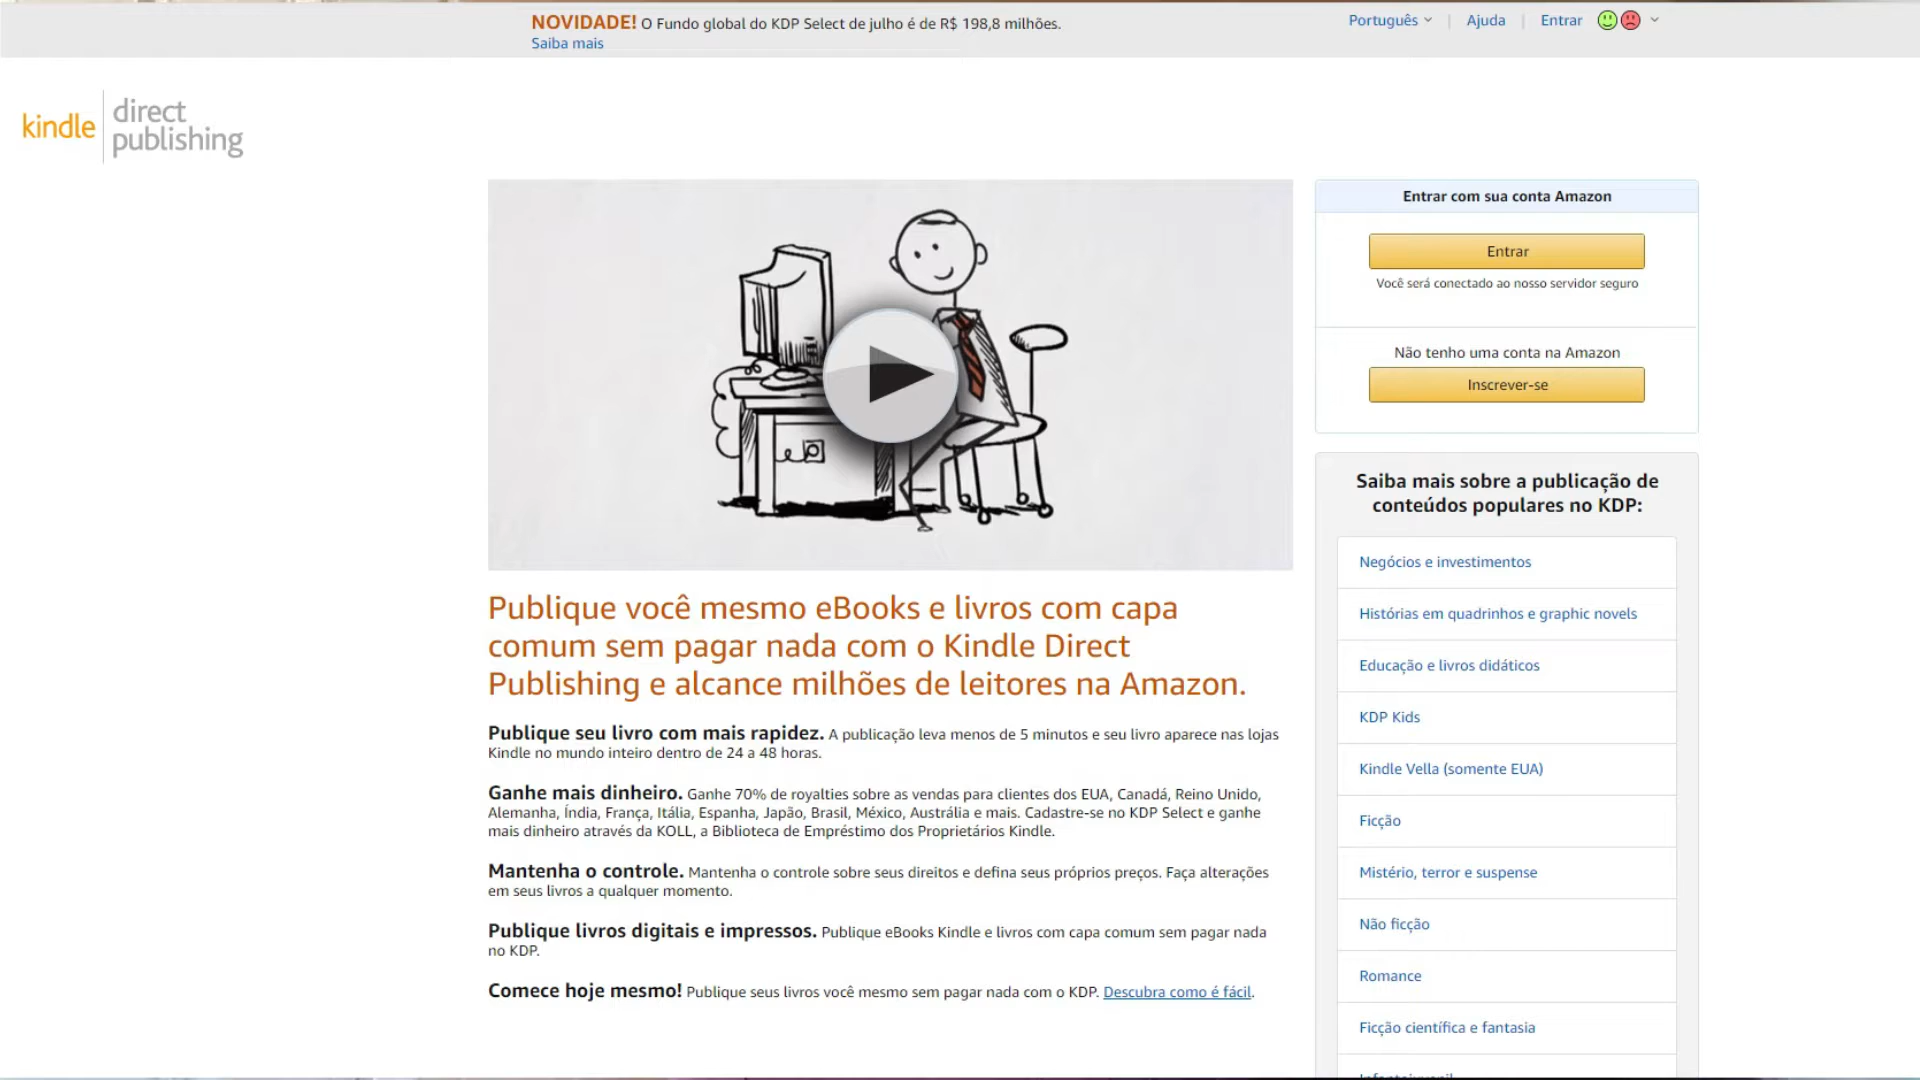 NOVIDADE! O Fundo global do KDP Select de julho é de R$ 198,8 milhões.
Saiba mais
Português
Ajuda
Entrar
kindle
direct
publishing
Entrar com sua conta Amazon
Entrar
Você será conectado ao nosso servidor seguro
Não tenho uma conta na Amazon
Inscrever-se
Publique você mesmo eBooks e livros com capa
comum sem pagar nada com o Kindle Direct
Publishing e alcance milhões de leitores na Amazon.
Publique seu livro com mais rapidez. A publicação leva menos de 5 minutos e seu livro aparece nas lojas
Kindle no mundo inteiro dentro de 24 a 48 horas.
Ganhe mais dinheiro. Ganhe 70% de royalties sobre as vendas para clientes dos EUA, Canadá, Reino Unido,
Alemanha, Índia, França, Itália, Espanha, Japão, Brasil, México, Austrália e mais. Cadastre-se no KDP Select e ganhe
mais dinheiro através da KOLL, a Biblioteca de Empréstimo dos Proprietários Kindle.
Mantenha o controle. Mantenha o controle sobre seus direitos e defina seus próprios preços. Faça alterações
em seus livros a qualquer momento.
Publique livros digitais e impressos. Publique eBooks Kindle e livros com capa comum sem pagar nada
no KDP.
Comece hoje mesmo! Publique seus livros você mesmo sem pagar nada com o KDP. Descubra como é fácil.
Saiba mais sobre a publicação de
conteúdos populares no KDP:
Negócios e investimentos
Histórias em quadrinhos e graphic novels
Educação e livros didáticos
KDP Kids
Kindle Vella (somente EUA)
Ficção
Mistério, terror e suspense
Não ficção
Romance
Ficção científica e fantasia